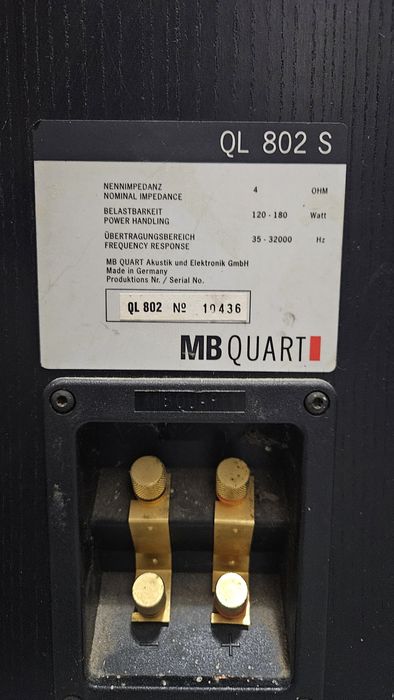 QL 802 S
NENNIMPEDANZ
NOMINAL IMPEDANCE 4 OHM
BELASTBARKEIT
POWER HANDLING 120 - 180 Watt
ÜBERTRAGUNGSBEREICH
FREQUENCY RESPONSE 35 - 32000 Hz
MB QUART Akustik und Elektronik GmbH
Made in Germany
Produktions Nr. / Serial No.
QL 802 Nº 10436
MB QUART
MB QUART
− +